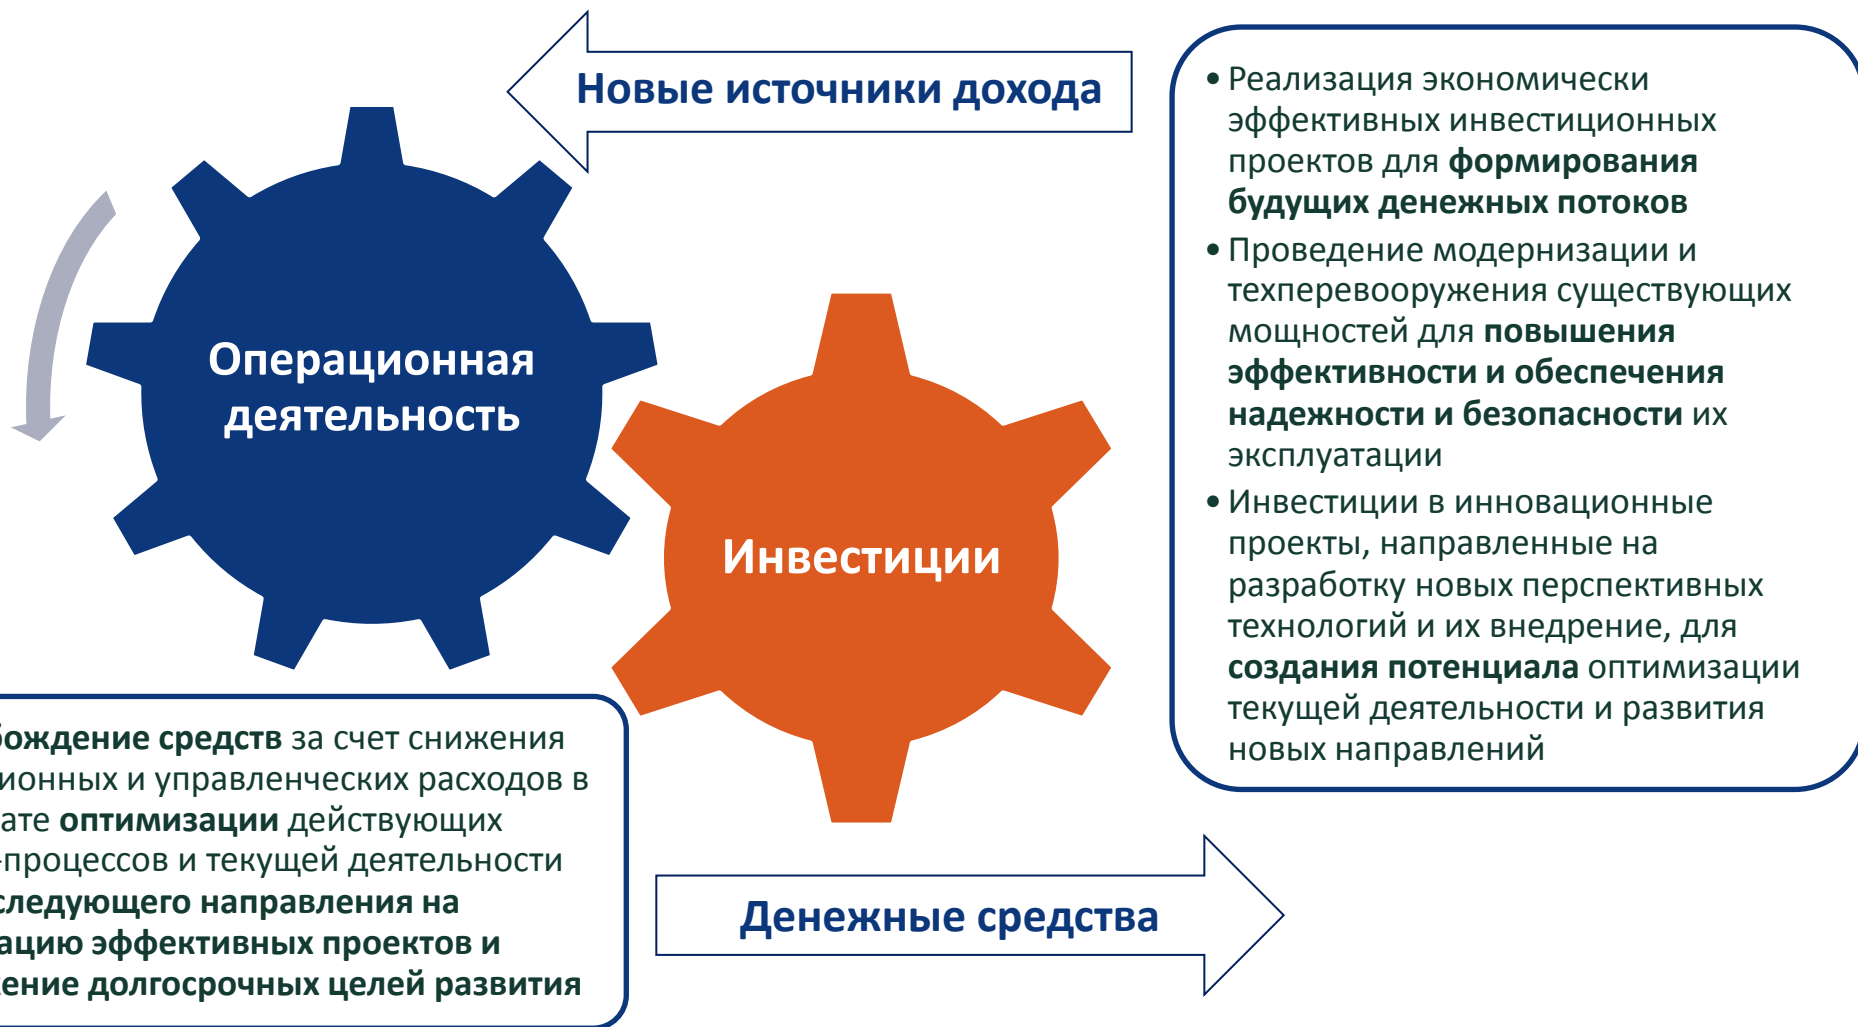 Новые источники дохода
• Реализация экономически
эффективных инвестиционных
проектов для формирования
будущих денежных потоков
• Проведение модернизации и
техперевооружения существующих
мощностей для повышения
эффективности и обеспечения
надежности и безопасности их
эксплуатации
• Инвестиции в инновационные
проекты, направленные на
разработку новых перспективных
технологий и их внедрение, для
создания потенциала оптимизации
текущей деятельности и развития
новых направлений
Операционная
деятельность
Инвестиции
средств за счет снижения
и управленческих расходов в
оптимизации действующих
-процессов и текущей деятельности
направления на
эффективных проектов и
долгосрочных целей развития
Денежные средства